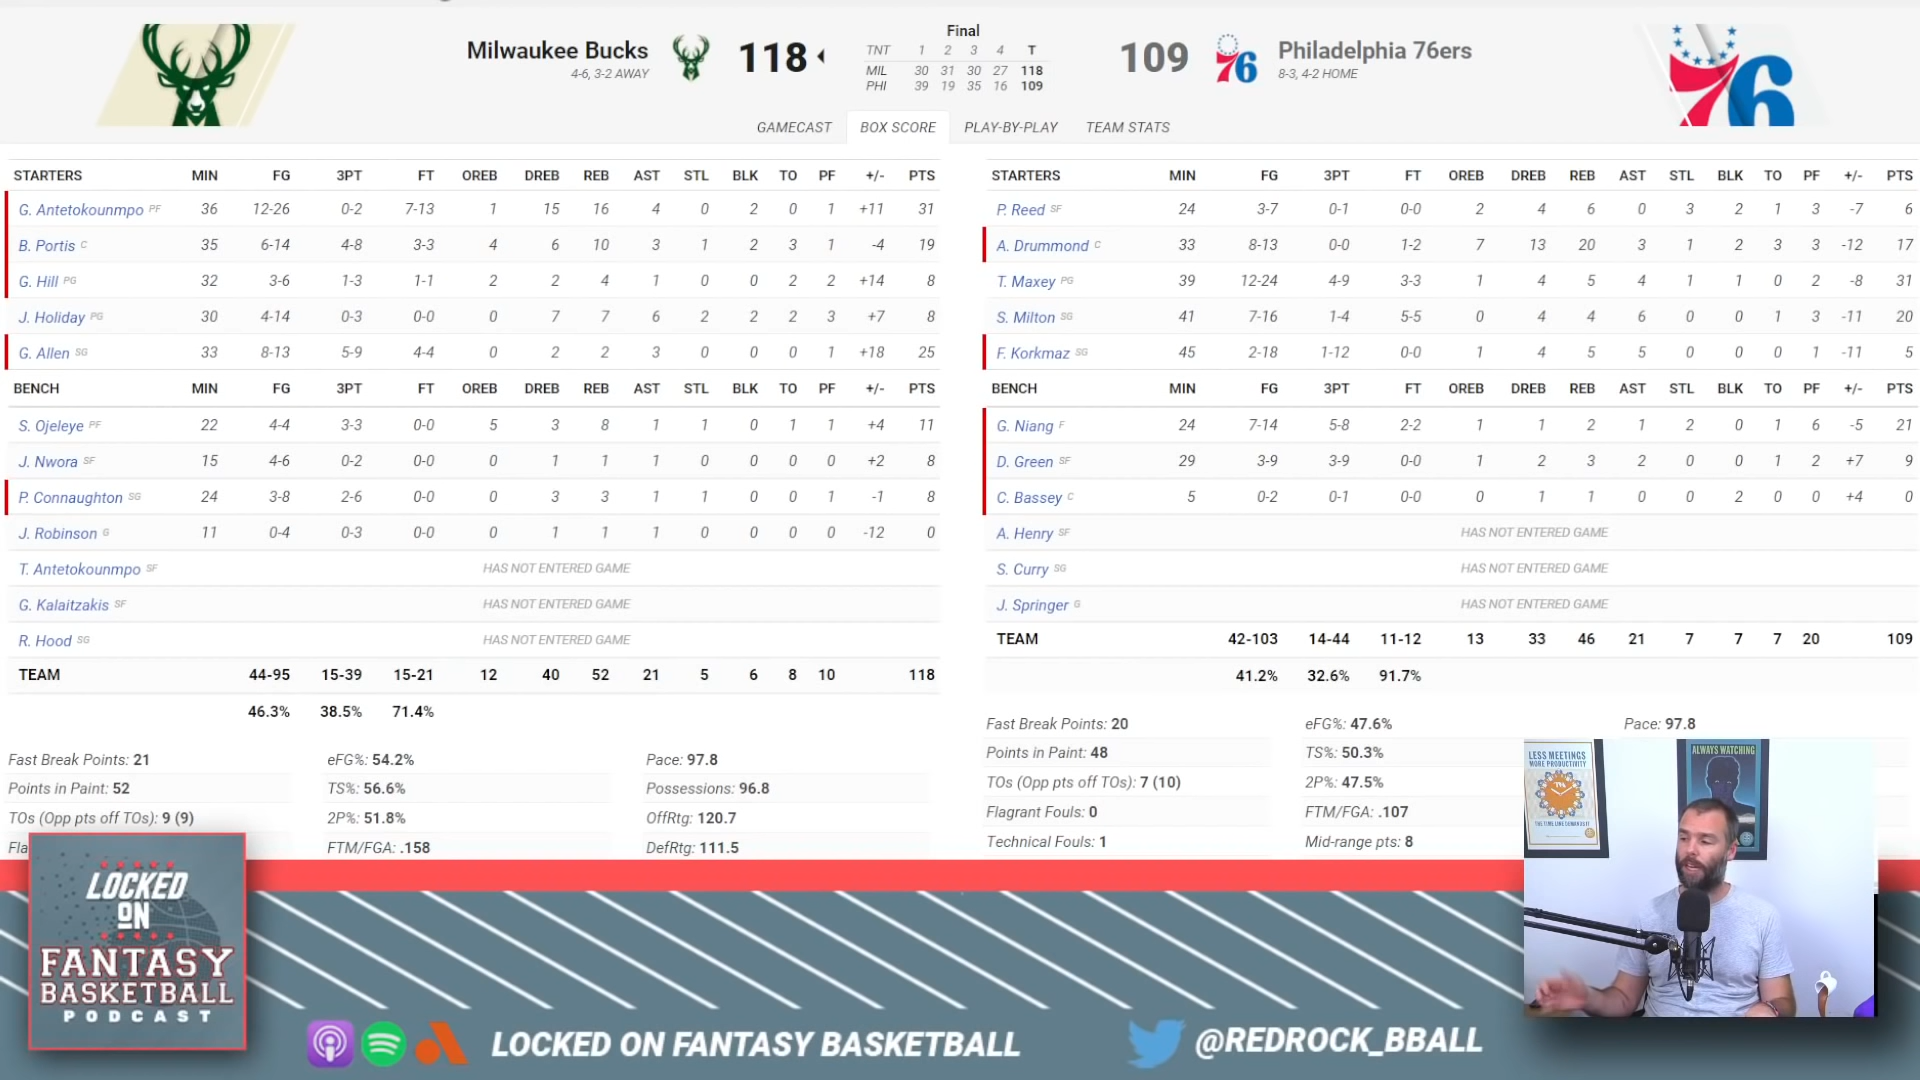 Final
Milwaukee Bucks 118 109 Philadelphia 76ers
4-6, 3-2 AWAY 8-3, 4-2 HOME
TNT 1 2 3 4 T
MIL 30 31 30 27 118
PHI 39 19 35 16 109
GAMECAST BOX SCORE PLAY-BY-PLAY TEAM STATS
STARTERS MIN FG 3PT FT OREB DREB REB AST STL BLK TO PF +/- PTS
G. Antetokounmpo PF 36 12-26 0-2 7-13 1 15 16 4 0 2 0 1 +11 31
B. Portis C 35 6-14 4-8 3-3 4 6 10 3 1 2 3 1 -4 19
G. Hill PG 32 3-6 1-3 1-1 2 2 4 1 0 0 2 2 +14 8
J. Holiday PG 30 4-14 0-3 0-0 0 7 7 6 2 2 2 3 +7 8
G. Allen SG 33 8-13 5-9 4-4 0 2 2 3 0 0 0 1 +18 25
BENCH MIN FG 3PT FT OREB DREB REB AST STL BLK TO PF +/- PTS
S. Ojeleye PF 22 4-4 3-3 0-0 5 3 8 1 1 0 1 1 +4 11
J. Nwora SF 15 4-6 0-2 0-0 0 1 1 1 0 0 0 0 +2 8
P. Connaughton SG 24 3-8 2-6 0-0 0 3 3 1 1 0 0 1 -1 8
J. Robinson G 11 0-4 0-3 0-0 0 1 1 1 0 0 0 0 -12 0
T. Antetokounmpo SF HAS NOT ENTERED GAME
G. Kalaitzakis SF HAS NOT ENTERED GAME
R. Hood SG HAS NOT ENTERED GAME
TEAM 44-95 15-39 15-21 12 40 52 21 5 6 8 10 118
46.3% 38.5% 71.4%
Fast Break Points: 21 eFG%: 54.2% Pace: 97.8
Points in Paint: 52 TS%: 56.6% Possessions: 96.8
TOs (Opp pts off TOs): 9 (9) 2P%: 51.8% OffRtg: 120.7
Fla FTM/FGA: .158 DefRtg: 111.5
STARTERS MIN FG 3PT FT OREB DREB REB AST STL BLK TO PF +/- PTS
P. Reed SF 24 3-7 0-1 0-0 2 4 6 0 3 2 1 3 -7 6
A. Drummond C 33 8-13 0-0 1-2 7 13 20 3 1 2 3 3 -12 17
T. Maxey PG 39 12-24 4-9 3-3 1 4 5 4 1 1 0 2 -8 31
S. Milton SG 41 7-16 1-4 5-5 0 4 4 6 0 0 1 3 -11 20
F. Korkmaz SG 45 2-18 1-12 0-0 1 4 5 5 0 0 0 1 -11 5
BENCH MIN FG 3PT FT OREB DREB REB AST STL BLK TO PF +/- PTS
G. Niang F 24 7-14 5-8 2-2 1 1 2 1 2 0 1 6 -5 21
D. Green SF 29 3-9 3-9 0-0 1 2 3 2 0 0 1 2 +7 9
C. Bassey C 5 0-2 0-1 0-0 0 1 1 0 0 2 0 0 +4 0
A. Henry SF HAS NOT ENTERED GAME
S. Curry SG HAS NOT ENTERED GAME
J. Springer G HAS NOT ENTERED GAME
TEAM 42-103 14-44 11-12 13 33 46 21 7 7 7 20 109
41.2% 32.6% 91.7%
Fast Break Points: 20 eFG%: 47.6% Pace: 97.8
Points in Paint: 48 TS%: 50.3%
TOs (Opp pts off TOs): 7 (10) 2P%: 47.5%
Flagrant Fouls: 0 FTM/FGA: .107
Technical Fouls: 1 Mid-range pts: 8
LESS MEETINGS
MORE PRODUCTIVITY
ALWAYS WATCHING
LOCKED
ON
FANTASY
BASKETBALL
PODCAST
LOCKED ON FANTASY BASKETBALL
@REDROCK_BBALL